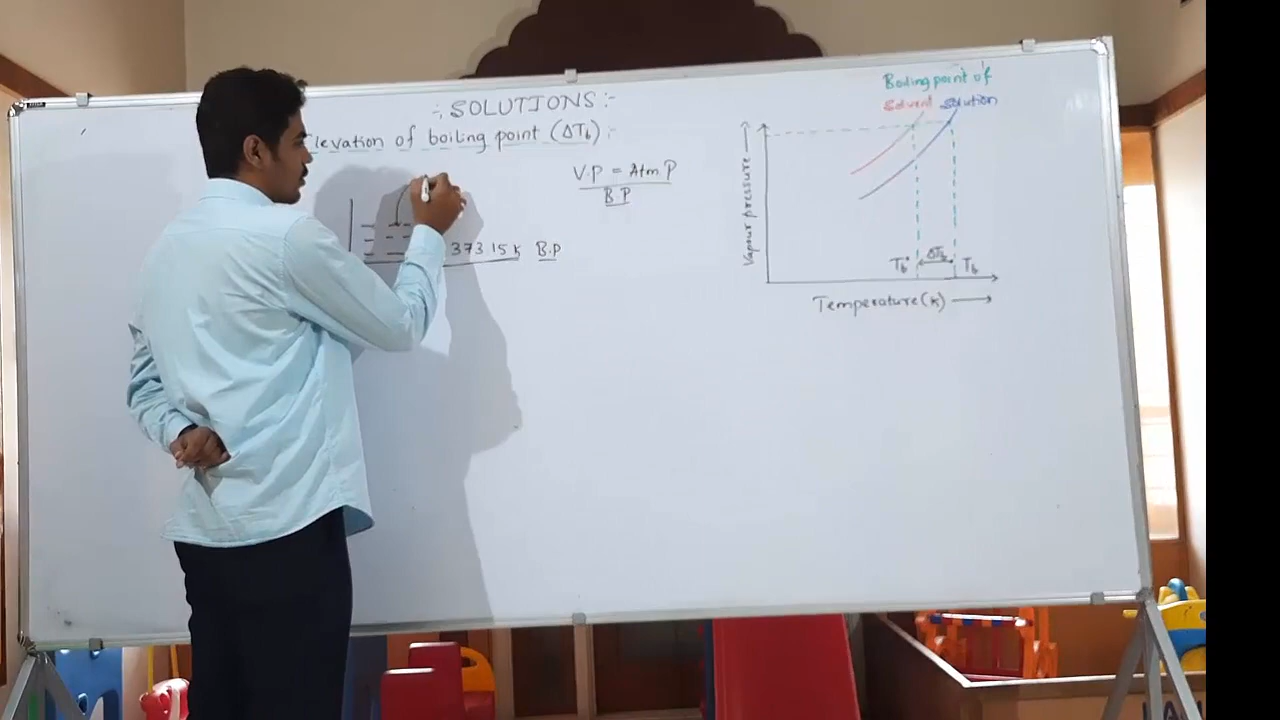 :- SOLUTIONS :-
Elevation of boiling point (ΔTb) :-
V.P = Atm P
B P
373 15 K B.P
Boiling point of
Solvent Solution
Vapour pressure
Tb° ΔTb Tb
Temperature(K)